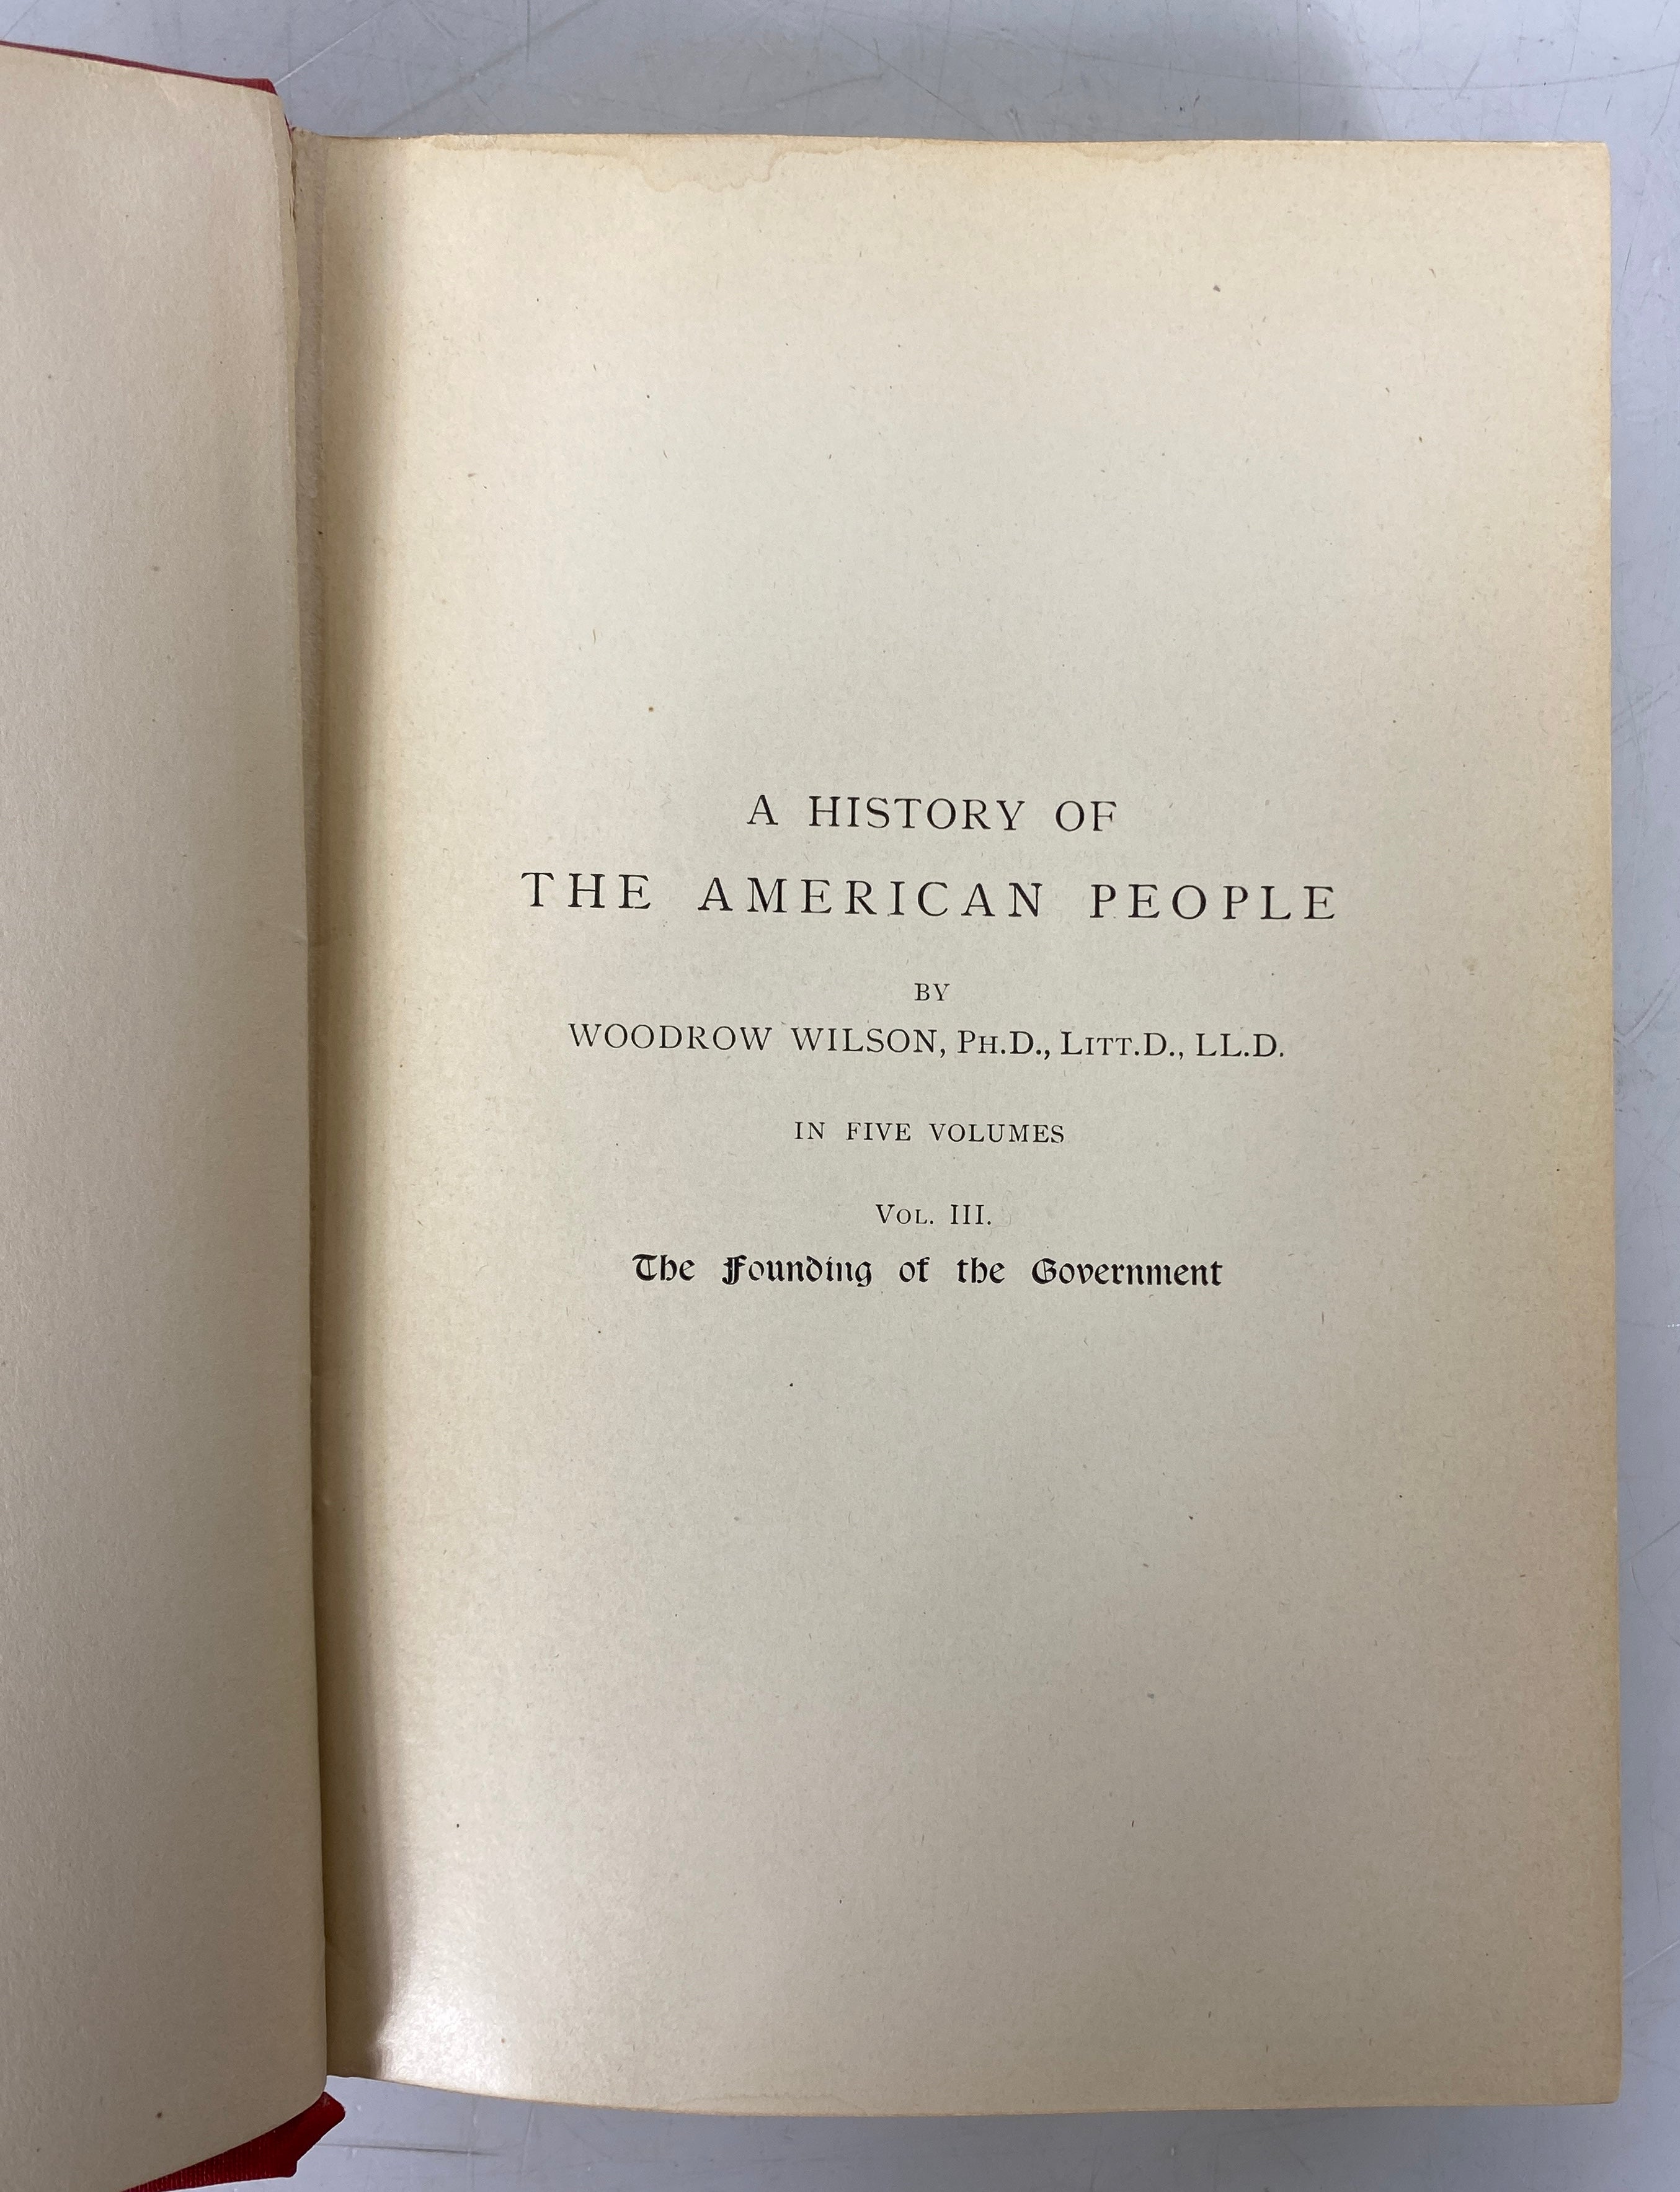 A HISTORY OF
THE AMERICAN PEOPLE
BY
WOODROW WILSON, PH.D., LITT.D., LL.D.
IN FIVE VOLUMES
VOL. III.
The Founding of the Government